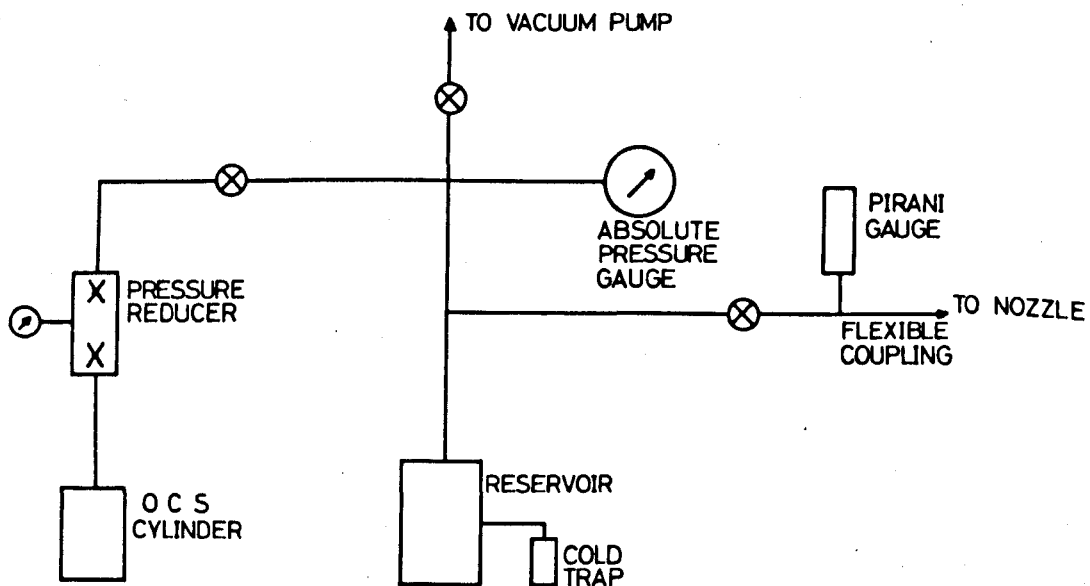 TO VACUUM PUMP
ABSOLUTE
PRESSURE
GAUGE
PIRANI
GAUGE
PRESSURE
REDUCER
TO NOZZLE
FLEXIBLE
COUPLING
O C S
CYLINDER
RESERVOIR
COLD
TRAP